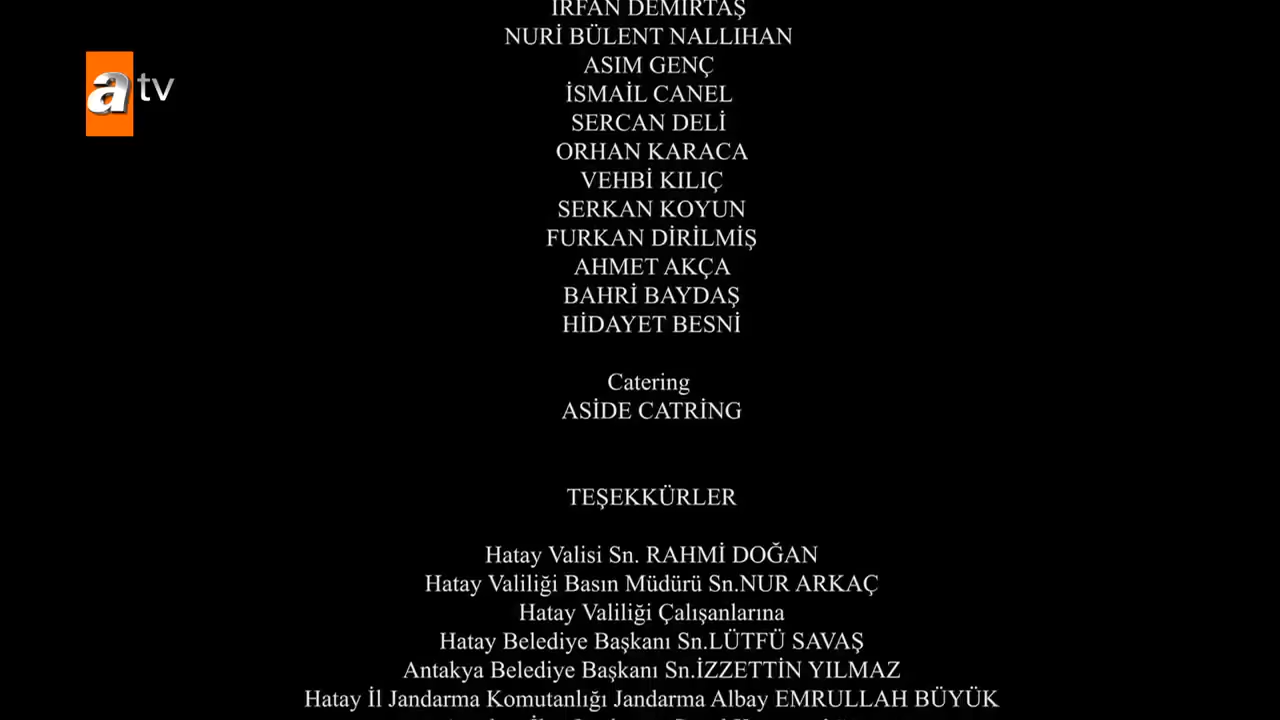 İRFAN DEMİRTAŞ
NURİ BÜLENT NALLIHAN
atv
ASIM GENÇ
İSMAİL CANEL
SERCAN DELİ
ORHAN KARACA
VEHBİ KILIÇ
SERKAN KOYUN
FURKAN DİRİLMİŞ
AHMET AKÇA
BAHRİ BAYDAŞ
HİDAYET BESNİ
Catering
ASİDE CATRİNG
TEŞEKKÜRLER
Hatay Valisi Sn. RAHMİ DOĞAN
Hatay Valiliği Basın Müdürü Sn.NUR ARKAÇ
Hatay Valiliği Çalışanlarına
Hatay Belediye Başkanı Sn.LÜTFÜ SAVAŞ
Antakya Belediye Başkanı Sn.İZZETTİN YILMAZ
Hatay İl Jandarma Komutanlığı Jandarma Albay EMRULLAH BÜYÜK